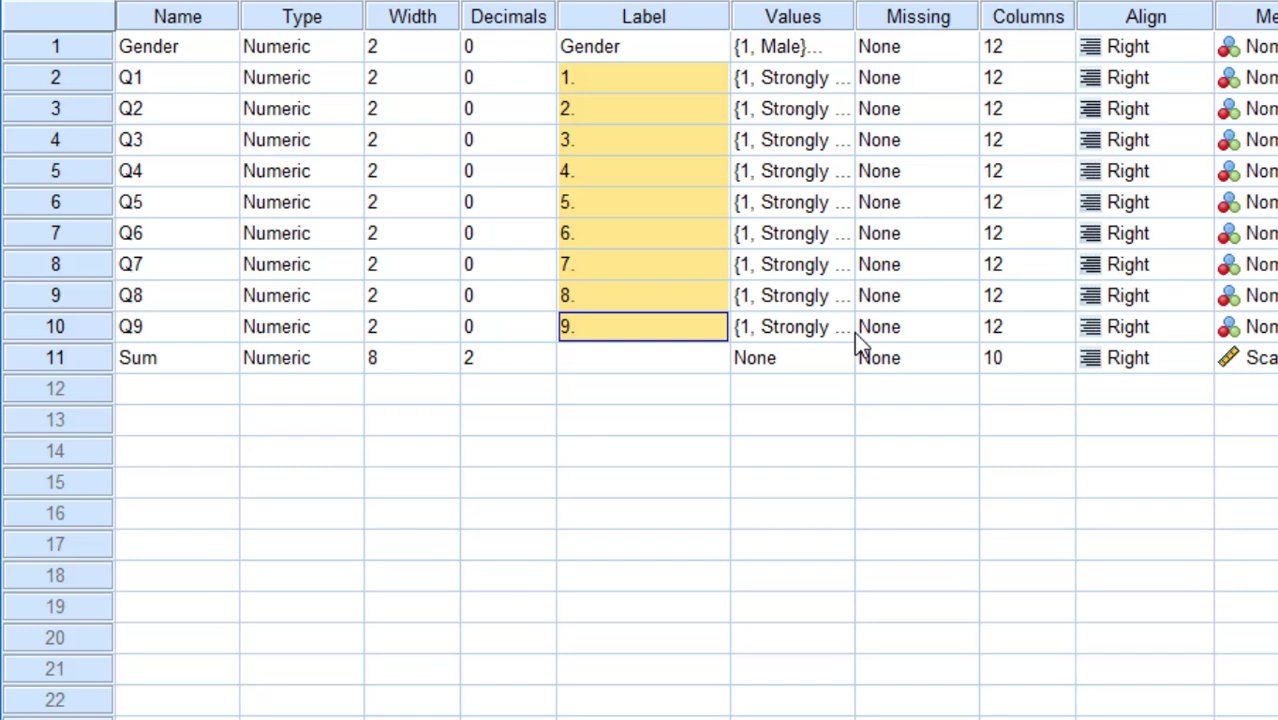 Name Type Width Decimals Label Values Missing Columns Align Me
1 Gender Numeric 2 0 Gender {1, Male}... None 12 Right Non
2 Q1 Numeric 2 0 1. {1, Strongly ... None 12 Right Non
3 Q2 Numeric 2 0 2. {1, Strongly ... None 12 Right Non
4 Q3 Numeric 2 0 3. {1, Strongly ... None 12 Right Non
5 Q4 Numeric 2 0 4. {1, Strongly ... None 12 Right Non
6 Q5 Numeric 2 0 5. {1, Strongly ... None 12 Right Non
7 Q6 Numeric 2 0 6. {1, Strongly ... None 12 Right Non
8 Q7 Numeric 2 0 7. {1, Strongly ... None 12 Right Non
9 Q8 Numeric 2 0 8. {1, Strongly ... None 12 Right Non
10 Q9 Numeric 2 0 9. {1, Strongly ... None 12 Right Non
11 Sum Numeric 8 2 None None 10 Right Sca
12
13
14
15
16
17
18
19
20
21
22